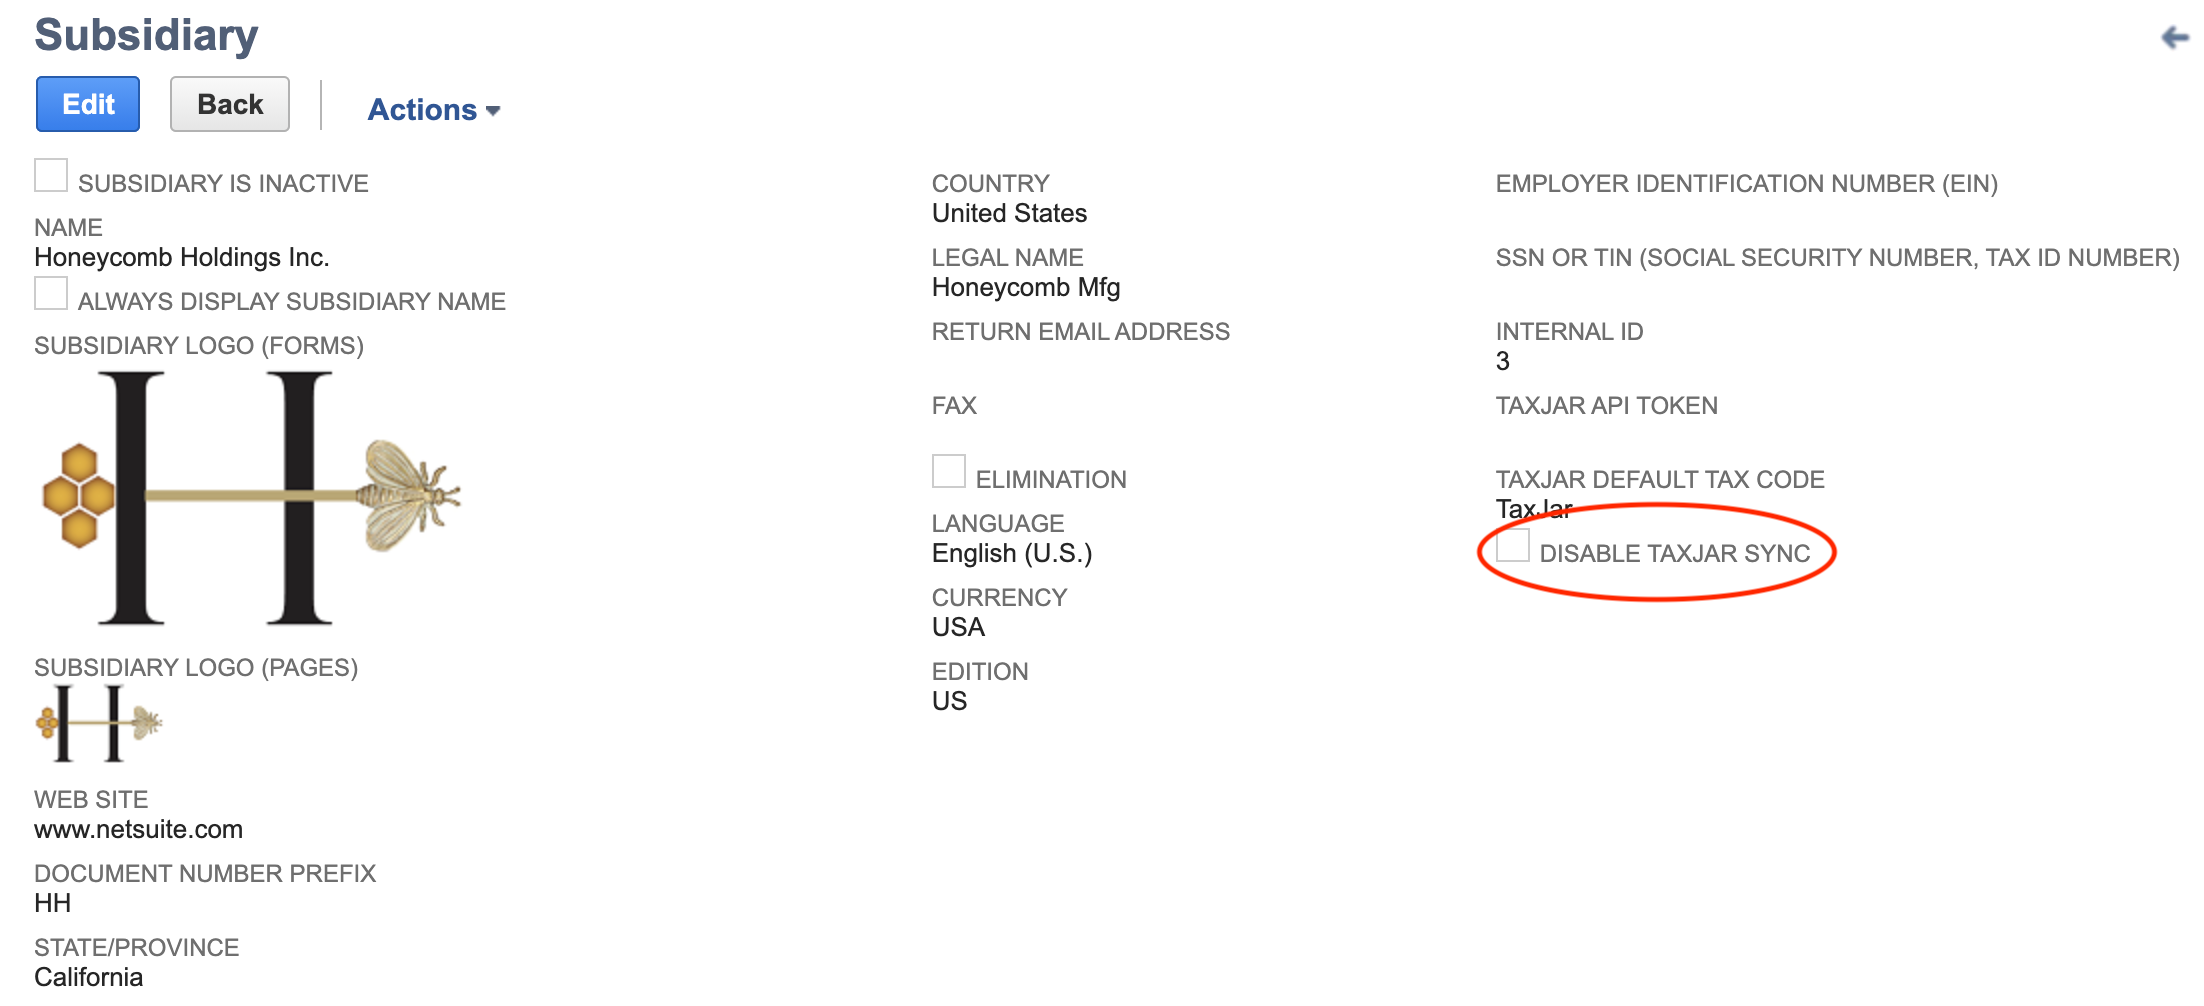 Subsidiary
Edit
Back
Actions
SUBSIDIARY IS INACTIVE
NAME
Honeycomb Holdings Inc.
ALWAYS DISPLAY SUBSIDIARY NAME
SUBSIDIARY LOGO (FORMS)
H
SUBSIDIARY LOGO (PAGES)
H
WEB SITE
www.netsuite.com
DOCUMENT NUMBER PREFIX
HH
STATE/PROVINCE
California
COUNTRY
United States
LEGAL NAME
Honeycomb Mfg
RETURN EMAIL ADDRESS
FAX
ELIMINATION
LANGUAGE
English (U.S.)
CURRENCY
USA
EDITION
US
EMPLOYER IDENTIFICATION NUMBER (EIN)
SSN OR TIN (SOCIAL SECURITY NUMBER, TAX ID NUMBER)
INTERNAL ID
3
TAXJAR API TOKEN
TAXJAR DEFAULT TAX CODE
TaxJar
DISABLE TAXJAR SYNC